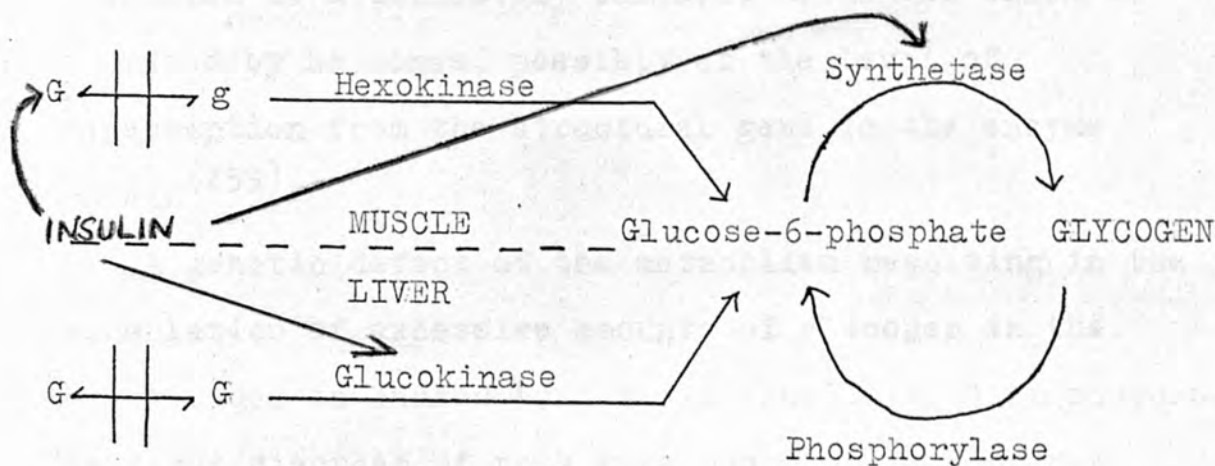 Synthetase
G g Hexokinase
INSULIN MUSCLE Glucose-6-phosphate GLYCOGEN
LIVER
G G Glucokinase
Phosphorylase